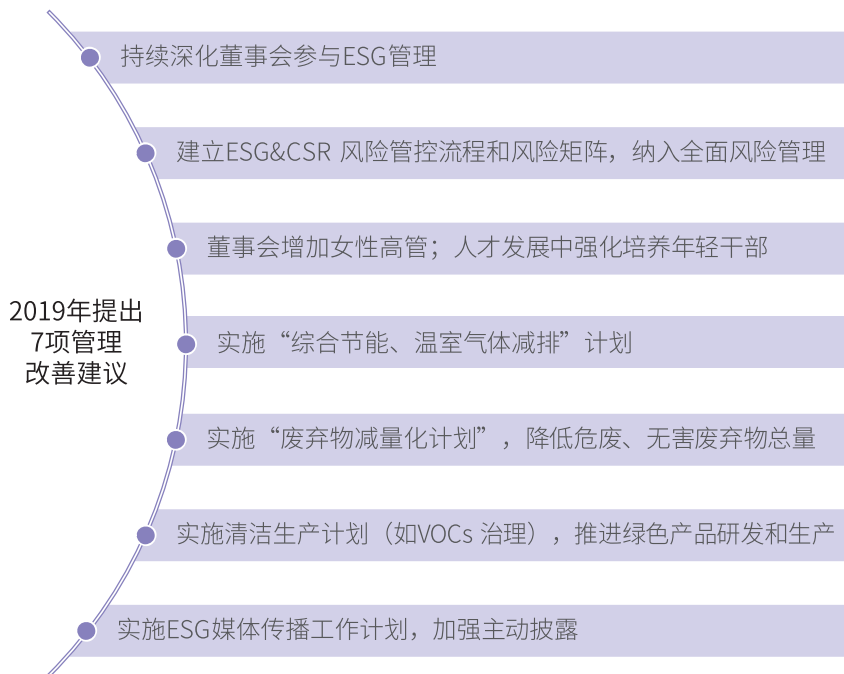 2019年提出
7项管理
改善建议
持续深化董事会参与ESG管理
建立ESG&CSR 风险管控流程和风险矩阵，纳入全面风险管理
董事会增加女性高管；人才发展中强化培养年轻干部
实施“综合节能、温室气体减排”计划
实施“废弃物减量化计划”，降低危废、无害废弃物总量
实施清洁生产计划（如VOCs 治理），推进绿色产品研发和生产
实施ESG媒体传播工作计划，加强主动披露